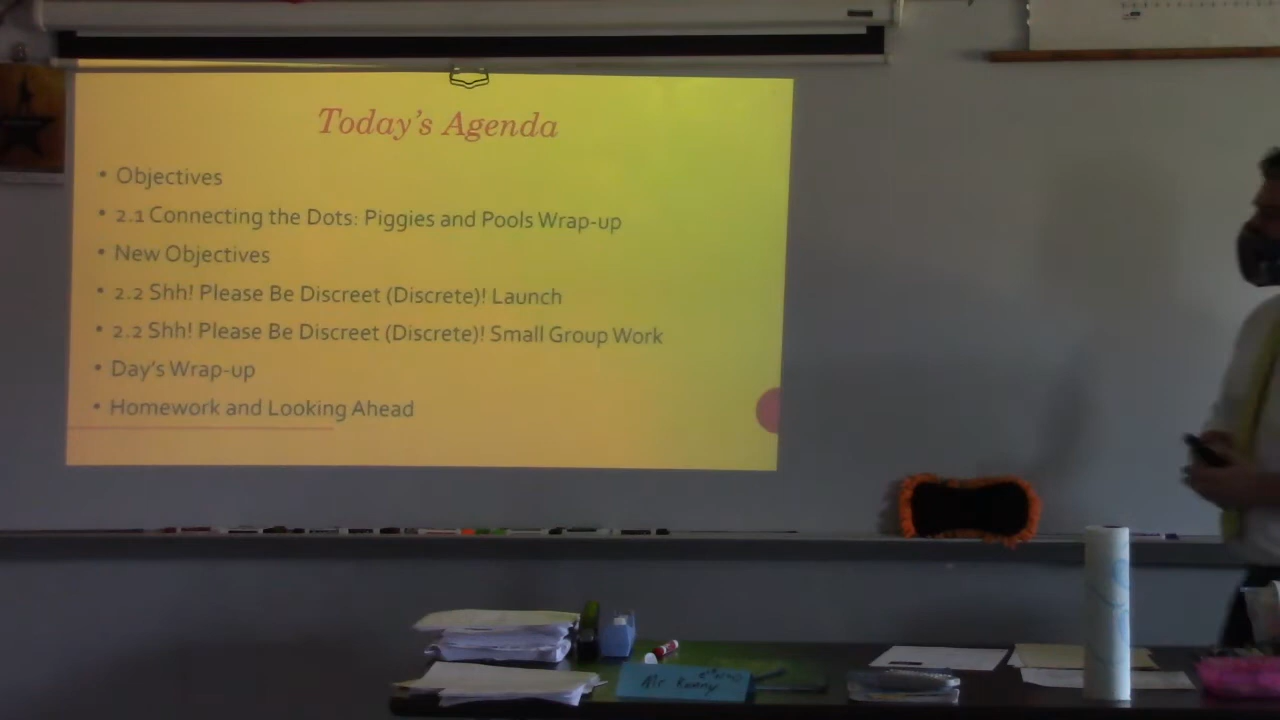 Today's Agenda
• Objectives
• 2.1 Connecting the Dots: Piggies and Pools Wrap-up
• New Objectives
• 2.2 Shh! Please Be Discreet (Discrete)! Launch
• 2.2 Shh! Please Be Discreet (Discrete)! Small Group Work
• Day's Wrap-up
• Homework and Looking Ahead
Mr Kenny